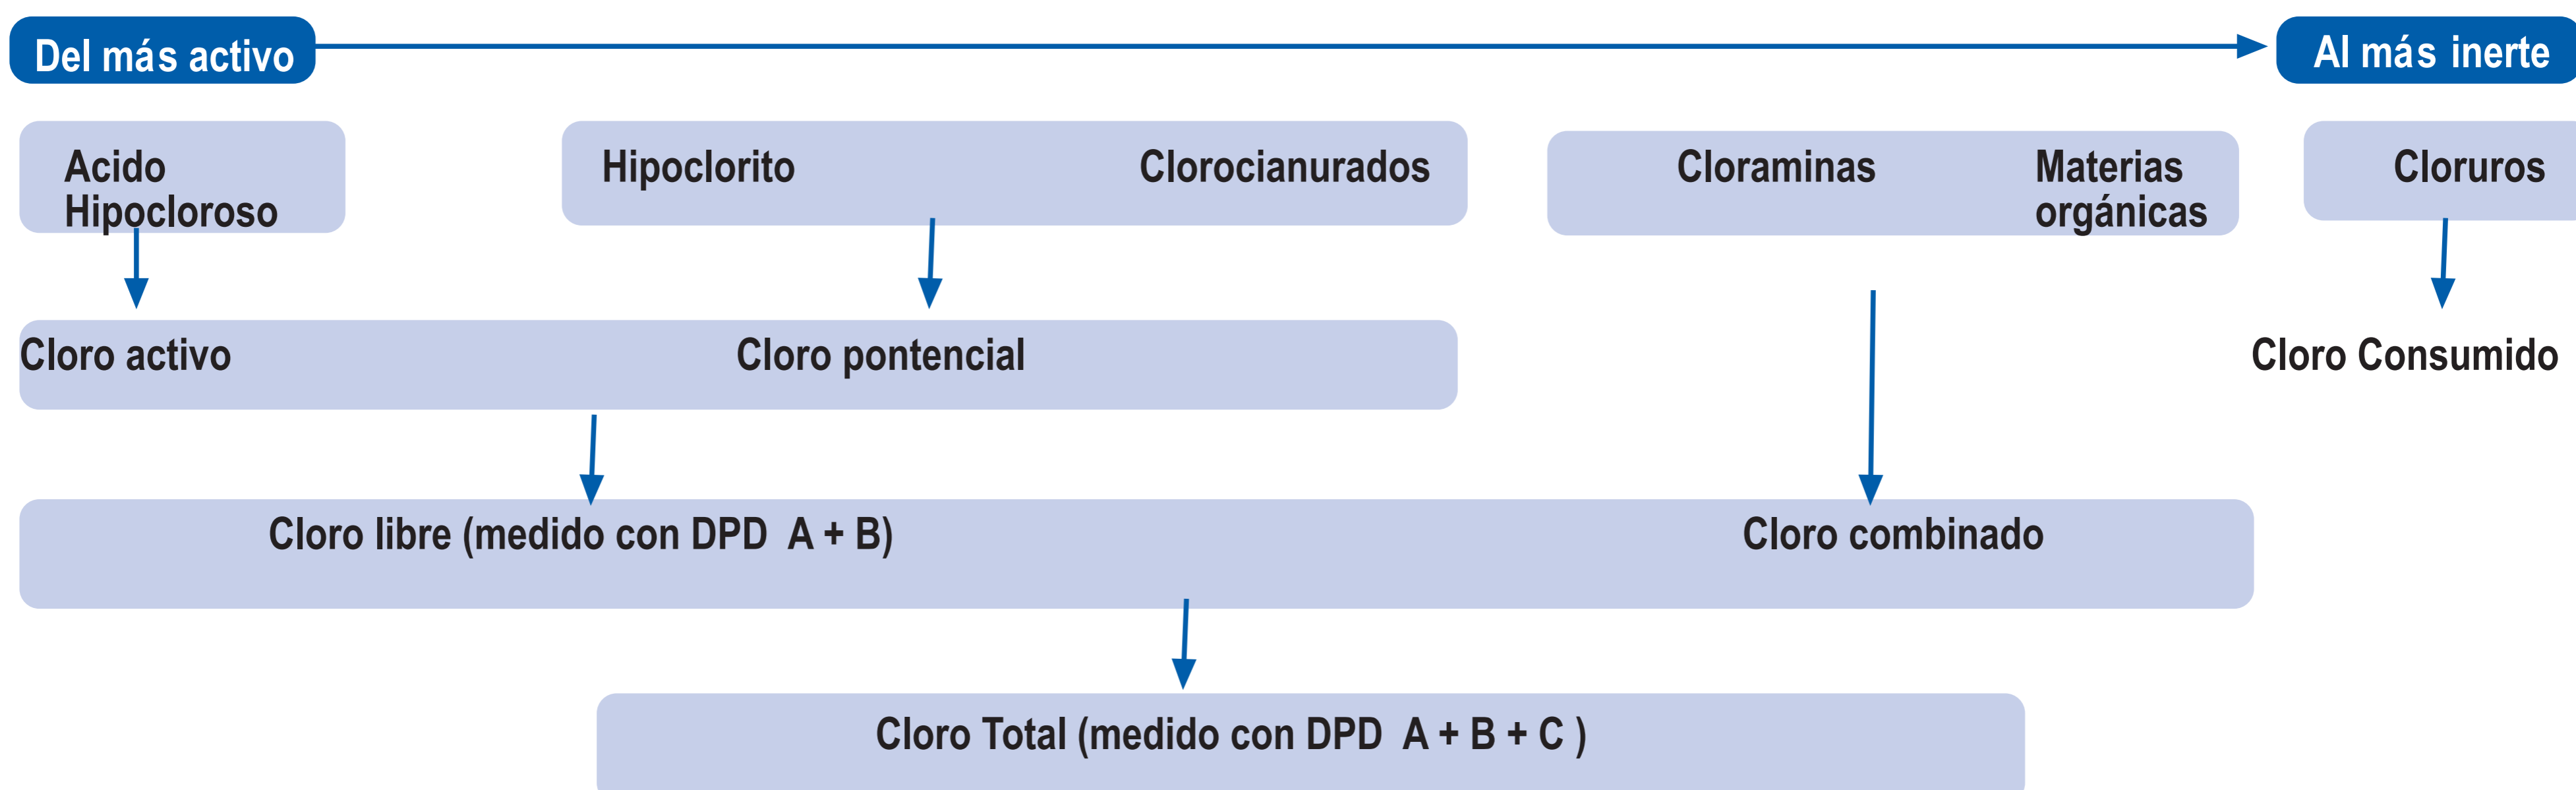 Del más activo
Al más inerte
Acido
Hipocloroso
Hipoclorito
Clorocianurados
Cloraminas
Materias
orgánicas
Cloruros
Cloro activo
Cloro pontencial
Cloro Consumido
Cloro libre (medido con DPD A + B)
Cloro combinado
Cloro Total (medido con DPD A + B + C )